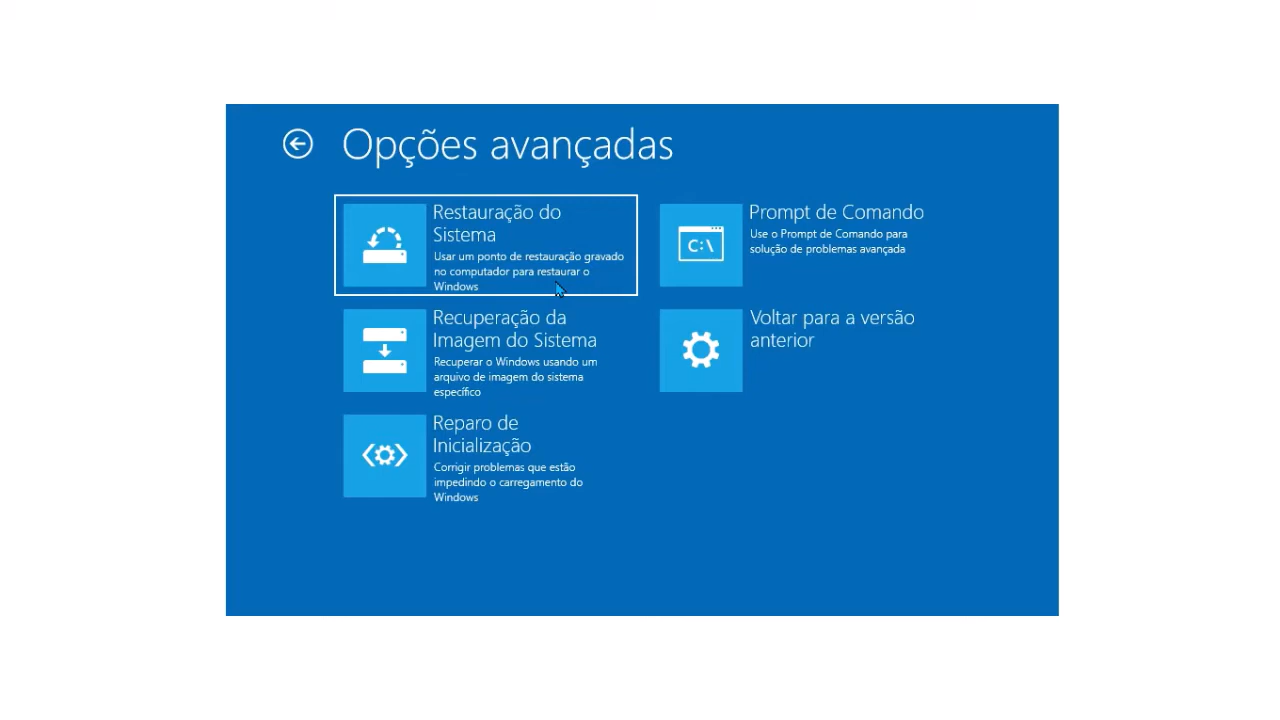 Opções avançadas
Restauração do
Sistema
Usar um ponto de restauração gravado
no computador para restaurar o
Windows
Recuperação da
Imagem do Sistema
Recuperar o Windows usando um
arquivo de imagem do sistema
específico
Reparo de
Inicialização
Corrigir problemas que estão
impedindo o carregamento do
Windows
C:\
Prompt de Comando
Use o Prompt de Comando para
solução de problemas avançada
Voltar para a versão
anterior